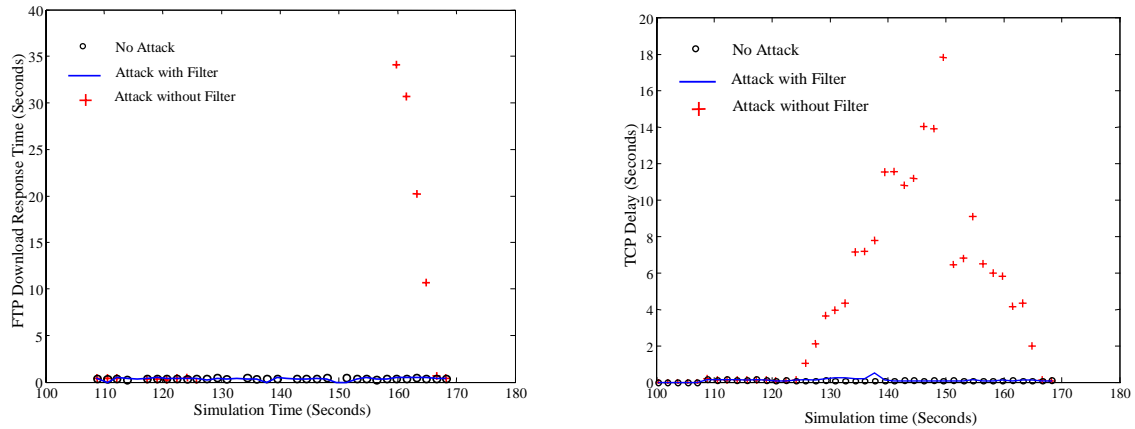 40
35
30
25
20
15
10
5
0
FTP Download Response Time (Seconds)
No Attack
Attack with Filter
Attack without Filter
100 110 120 130 140 150 160 170 180
Simulation Time (Seconds)
20
18
16
14
12
10
8
6
4
2
0
TCP Delay (Seconds)
No Attack
Attack with Filter
Attack without Filter
100 110 120 130 140 150 160 170 180
Simulation time (Seconds)